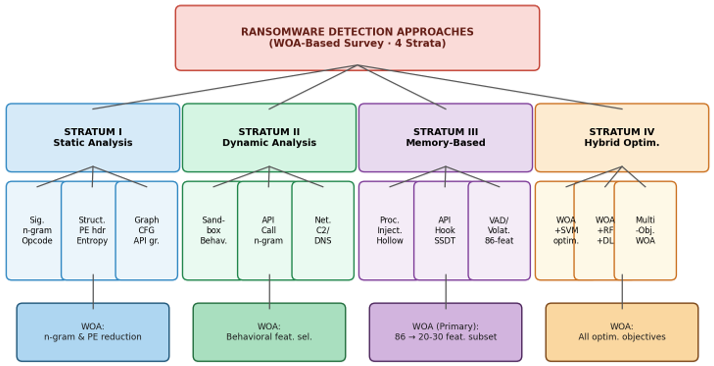 RANSOMWARE DETECTION APPROACHES
(WOA-Based Survey · 4 Strata)
STRATUM I
Static Analysis
STRATUM II
Dynamic Analysis
STRATUM III
Memory-Based
STRATUM IV
Hybrid Optim.
Sig.
n-gram
Opcode
Struct.
PE hdr
Entropy
Graph
CFG
API gr.
Sand-
box
Behav.
API
Call
n-gram
Net.
C2/
DNS
Proc.
Inject.
Hollow
API
Hook
SSDT
VAD/
Volat.
86-feat
WOA
+SVM
optim.
WOA
+RF
+DL
Multi
-Obj.
WOA
WOA:
n-gram & PE reduction
WOA:
Behavioral feat. sel.
WOA (Primary):
86 → 20-30 feat. subset
WOA:
All optim. objectives